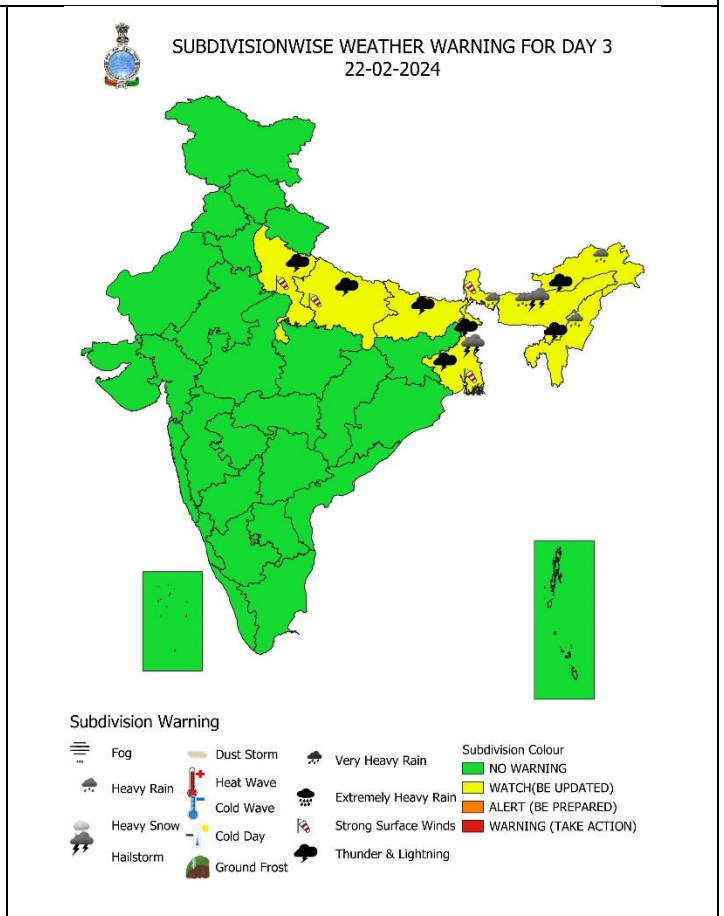 SUBDIVISIONWISE WEATHER WARNING FOR DAY 3
22-02-2024
Subdivision Warning
Fog
Heavy Rain
Heavy Snow
Hailstorm
Dust Storm
Heat Wave
Cold Wave
Cold Day
Ground Frost
Very Heavy Rain
Extremely Heavy Rain
Strong Surface Winds
Thunder & Lightning
Subdivision Colour
NO WARNING
WATCH(BE UPDATED)
ALERT (BE PREPARED)
WARNING (TAKE ACTION)